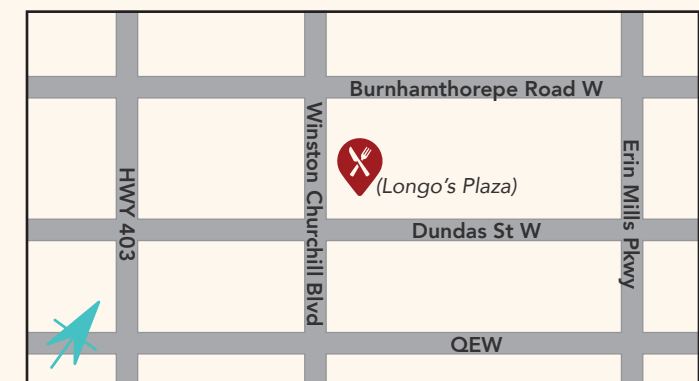 Burnhamthorepe Road W
Winston Churchill Blvd
Erin Mills Pkwy
HWY 403
(Longo's Plaza)
Dundas St W
QEW